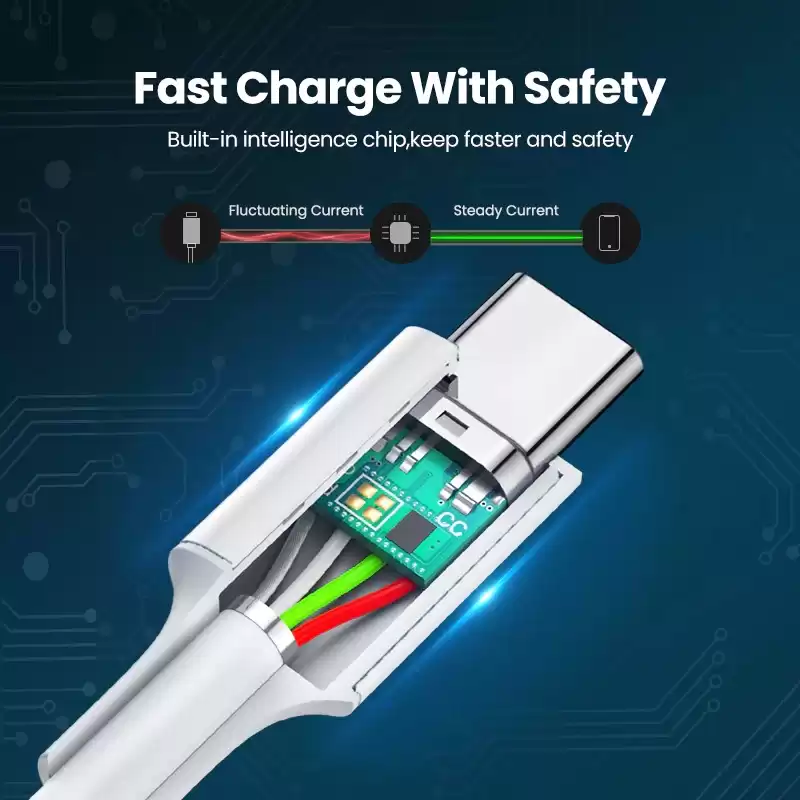 Fast Charge With Safety
Built-in intelligence chip,keep faster and safety
Fluctuating Current
Steady Current
CC